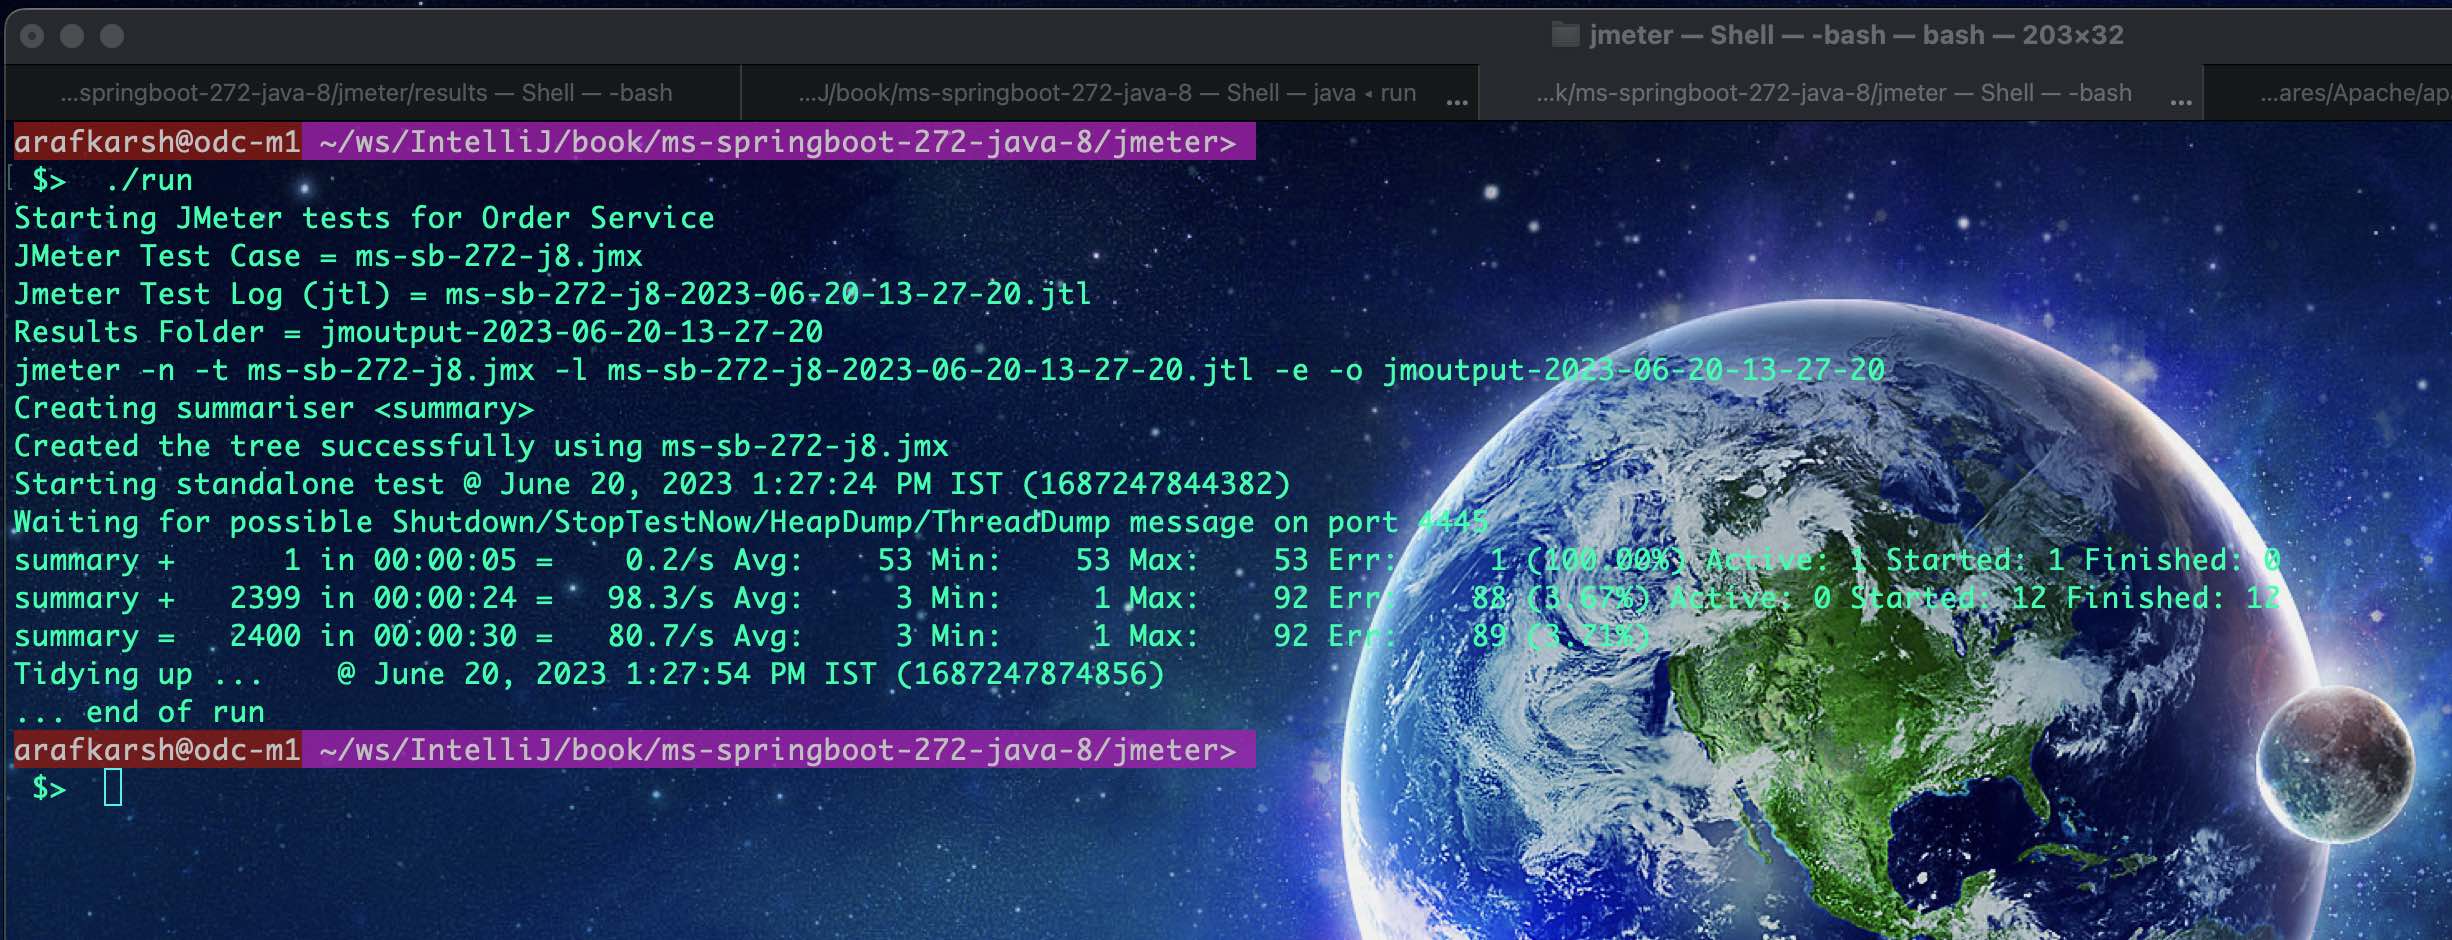 jmeter — Shell — -bash — bash — 203×32
...springboot-272-java-8/jmeter/results — Shell — -bash
...J/book/ms-springboot-272-java-8 — Shell — java ◂ run ...
...k/ms-springboot-272-java-8/jmeter — Shell — -bash ...
...ares/Apache/apa
arafkarsh@odc-m1 ~/ws/IntelliJ/book/ms-springboot-272-java-8/jmeter>
$>  ./run
Starting JMeter tests for Order Service
JMeter Test Case = ms-sb-272-j8.jmx
Jmeter Test Log (jtl) = ms-sb-272-j8-2023-06-20-13-27-20.jtl
Results Folder = jmoutput-2023-06-20-13-27-20
jmeter -n -t ms-sb-272-j8.jmx -l ms-sb-272-j8-2023-06-20-13-27-20.jtl -e -o jmoutput-2023-06-20-13-27-20
Creating summariser <summary>
Created the tree successfully using ms-sb-272-j8.jmx
Starting standalone test @ June 20, 2023 1:27:24 PM IST (1687247844382)
Waiting for possible Shutdown/StopTestNow/HeapDump/ThreadDump message on port 4445
summary +      1 in 00:00:05 =    0.2/s Avg:    53 Min:    53 Max:    53 Err:     1 (100.00%) Active: 1 Started: 1 Finished: 0
summary +   2399 in 00:00:24 =   98.3/s Avg:     3 Min:     1 Max:    92 Err:    88 (3.67%) Active: 0 Started: 12 Finished: 12
summary =   2400 in 00:00:30 =   80.7/s Avg:     3 Min:     1 Max:    92 Err:    89 (3.71%)
Tidying up ...    @ June 20, 2023 1:27:54 PM IST (1687247874856)
... end of run
arafkarsh@odc-m1 ~/ws/IntelliJ/book/ms-springboot-272-java-8/jmeter>
$>